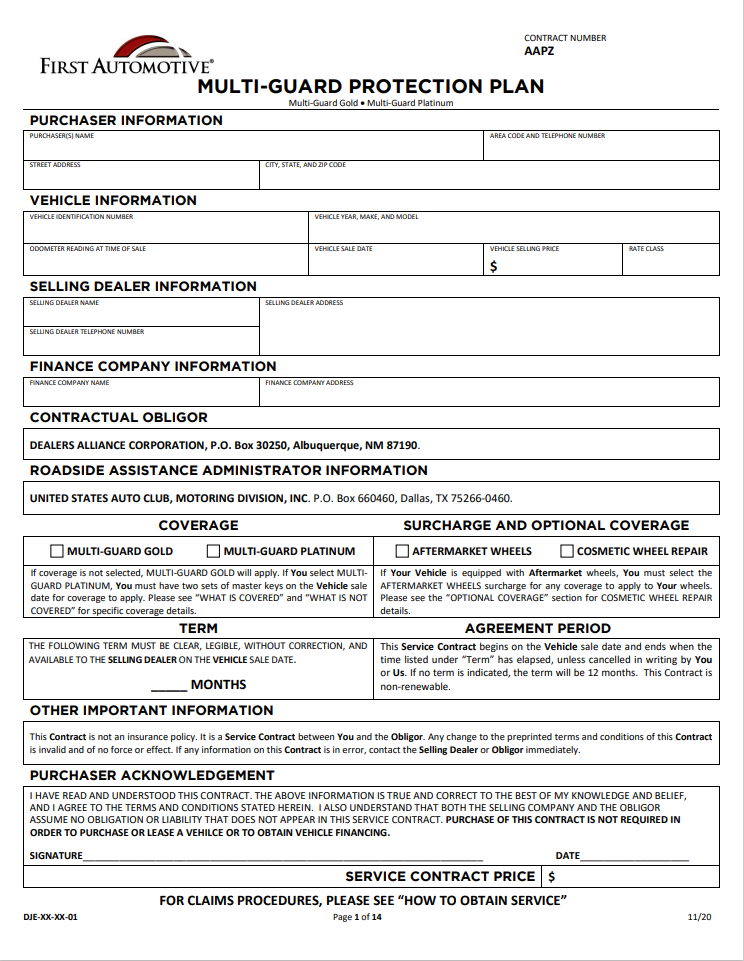 CONTRACT NUMBER
AAPZ
FIRST AUTOMOTIVE®
MULTI-GUARD PROTECTION PLAN
Multi-Guard Gold ● Multi-Guard Platinum
PURCHASER INFORMATION
PURCHASER(S) NAME
AREA CODE AND TELEPHONE NUMBER
STREET ADDRESS
CITY, STATE, AND ZIP CODE
VEHICLE INFORMATION
VEHICLE IDENTIFICATION NUMBER
VEHICLE YEAR, MAKE, AND MODEL
ODOMETER READING AT TIME OF SALE
VEHICLE SALE DATE
VEHICLE SELLING PRICE
RATE CLASS
$
SELLING DEALER INFORMATION
SELLING DEALER NAME
SELLING DEALER ADDRESS
SELLING DEALER TELEPHONE NUMBER
FINANCE COMPANY INFORMATION
FINANCE COMPANY NAME
FINANCE COMPANY ADDRESS
CONTRACTUAL OBLIGOR
DEALERS ALLIANCE CORPORATION, P.O. Box 30250, Albuquerque, NM 87190.
ROADSIDE ASSISTANCE ADMINISTRATOR INFORMATION
UNITED STATES AUTO CLUB, MOTORING DIVISION, INC. P.O. Box 660460, Dallas, TX 75266-0460.
COVERAGE
MULTI-GUARD GOLD
MULTI-GUARD PLATINUM
If coverage is not selected, MULTI-GUARD GOLD will apply. If You select MULTI-
GUARD PLATINUM, You must have two sets of master keys on the Vehicle sale
date for coverage to apply. Please see “WHAT IS COVERED” and “WHAT IS NOT
COVERED” for specific coverage details.
SURCHARGE AND OPTIONAL COVERAGE
AFTERMARKET WHEELS
COSMETIC WHEEL REPAIR
If Your Vehicle is equipped with Aftermarket wheels, You must select the
AFTERMARKET WHEELS surcharge for any coverage to apply to Your wheels.
Please see the “OPTIONAL COVERAGE” section for COSMETIC WHEEL REPAIR
details.
TERM
THE FOLLOWING TERM MUST BE CLEAR, LEGIBLE, WITHOUT CORRECTION, AND
AVAILABLE TO THE SELLING DEALER ON THE VEHICLE SALE DATE.
_____ MONTHS
AGREEMENT PERIOD
This Service Contract begins on the Vehicle sale date and ends when the
time listed under “Term” has elapsed, unless cancelled in writing by You
or Us. If no term is indicated, the term will be 12 months. This Contract is
non-renewable.
OTHER IMPORTANT INFORMATION
This Contract is not an insurance policy. It is a Service Contract between You and the Obligor. Any change to the preprinted terms and conditions of this Contract
is invalid and of no force or effect. If any information on this Contract is in error, contact the Selling Dealer or Obligor immediately.
PURCHASER ACKNOWLEDGEMENT
I HAVE READ AND UNDERSTOOD THIS CONTRACT. THE ABOVE INFORMATION IS TRUE AND CORRECT TO THE BEST OF MY KNOWLEDGE AND BELIEF,
AND I AGREE TO THE TERMS AND CONDITIONS STATED HEREIN. I ALSO UNDERSTAND THAT BOTH THE SELLING COMPANY AND THE OBLIGOR
ASSUME NO OBLIGATION OR LIABILITY THAT DOES NOT APPEAR IN THIS SERVICE CONTRACT. PURCHASE OF THIS CONTRACT IS NOT REQUIRED IN
ORDER TO PURCHASE OR LEASE A VEHILCE OR TO OBTAIN VEHICLE FINANCING.
SIGNATURE____________________ DATE__________
SERVICE CONTRACT PRICE $
FOR CLAIMS PROCEDURES, PLEASE SEE “HOW TO OBTAIN SERVICE”
DJE-XX-XX-01
Page 1 of 14
11/20